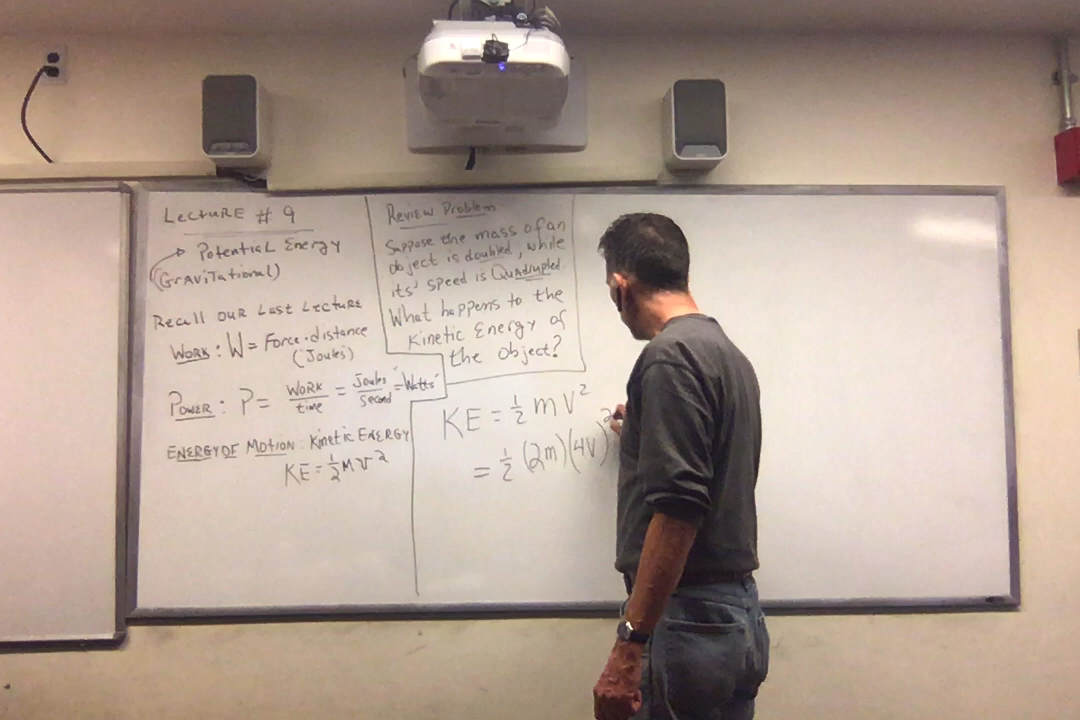 LECTURE # 9
Potential Energy
(GRAVITATIONAL)
Recall our Last Lecture
WORK : W = Force · distance
(Joules)
POWER : P = WORK/time = Joules/Second = "Watts"
ENERGY OF MOTION : Kinetic ENERGY
KE = 1/2 M v²
Review Problem
Suppose the mass of an
object is doubled, while
its' speed is Quadrupled.
What happens to the
Kinetic Energy of
the object?
KE = 1/2 m V²
= 1/2 (2m)(4V)²